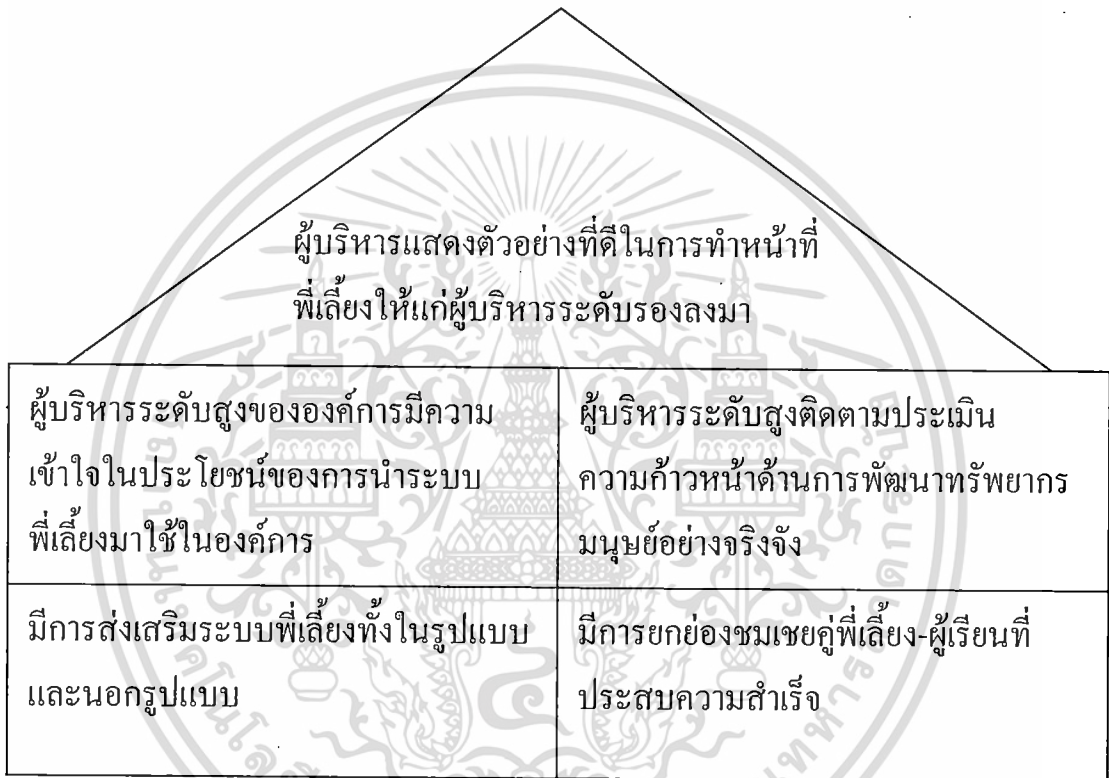 ผู้บริหารแสดงตัวอย่างที่ดีในการทำหน้าที่
พี่เลี้ยงให้แก่ผู้บริหารระดับรองลงมา
ผู้บริหารระดับสูงขององค์การมีความ
เข้าใจในประโยชน์ของการนำระบบ
พี่เลี้ยงมาใช้ในองค์การ
ผู้บริหารระดับสูงติดตามประเมิน
ความก้าวหน้าด้านการพัฒนาทรัพยากร
มนุษย์อย่างจริงจัง
มีการส่งเสริมระบบพี่เลี้ยงทั้งในรูปแบบ
และนอกรูปแบบ
มีการยกย่องชมเชยคู่พี่เลี้ยง-ผู้เรียนที่
ประสบความสำเร็จ